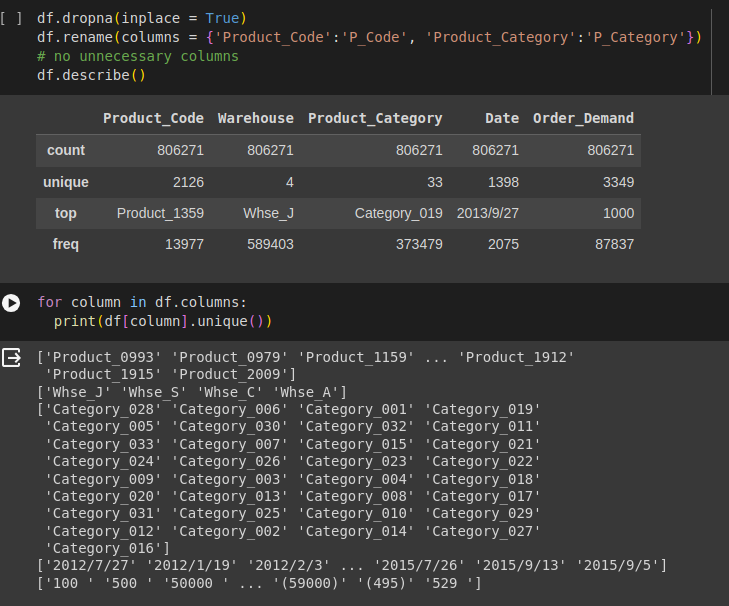 [ ] df.dropna(inplace = True)
df.rename(columns = {'Product_Code':'P_Code', 'Product_Category':'P_Category'})
# no unnecessary columns
df.describe()
Product_Code Warehouse Product_Category Date Order_Demand
count 806271 806271 806271 806271 806271
unique 2126 4 33 1398 3349
top Product_1359 Whse_J Category_019 2013/9/27 1000
freq 13977 589403 373479 2075 87837
for column in df.columns:
print(df[column].unique())
['Product_0993' 'Product_0979' 'Product_1159' ... 'Product_1912'
'Product_1915' 'Product_2009']
['Whse_J' 'Whse_S' 'Whse_C' 'Whse_A']
['Category_028' 'Category_006' 'Category_001' 'Category_019'
'Category_005' 'Category_030' 'Category_032' 'Category_011'
'Category_033' 'Category_007' 'Category_015' 'Category_021'
'Category_024' 'Category_026' 'Category_023' 'Category_022'
'Category_009' 'Category_003' 'Category_004' 'Category_018'
'Category_020' 'Category_013' 'Category_008' 'Category_017'
'Category_031' 'Category_025' 'Category_010' 'Category_029'
'Category_012' 'Category_002' 'Category_014' 'Category_027'
'Category_016']
['2012/7/27' '2012/1/19' '2012/2/3' ... '2015/7/26' '2015/9/13' '2015/9/5']
['100 ' '500 ' '50000 ' ... '(59000)' '(495)' '529 ']